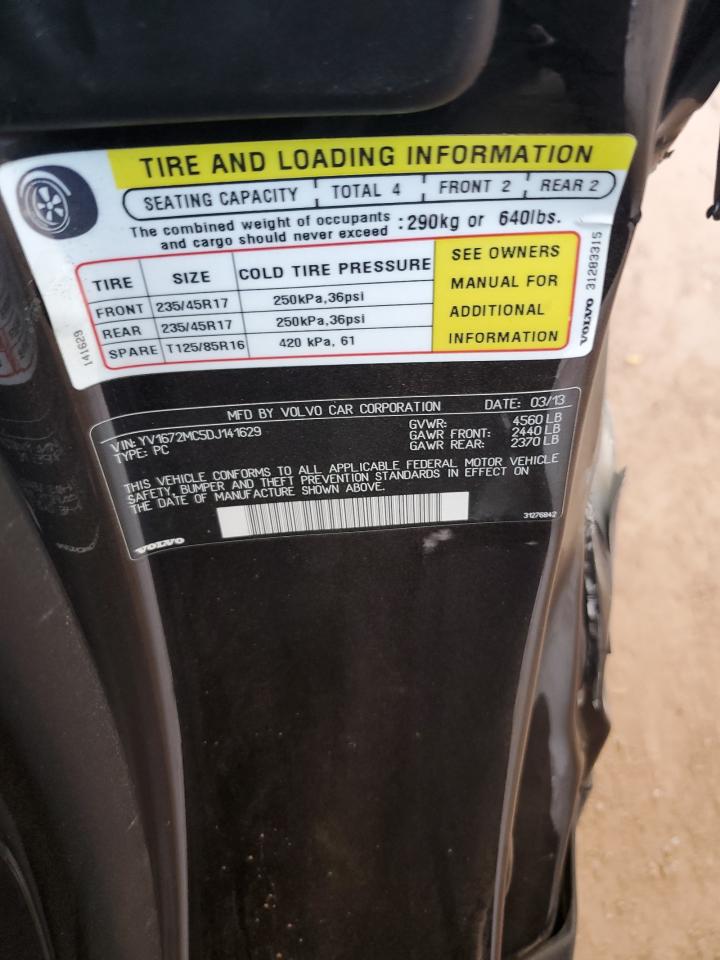 TIRE AND LOADING INFORMATION
SEATING CAPACITY TOTAL 4 FRONT 2 REAR 2
The combined weight of occupants and cargo should never exceed : 290kg or 640lbs.
TIRE SIZE COLD TIRE PRESSURE
FRONT 235/45R17 250kPa,36psi
REAR 235/45R17 250kPa,36psi
SPARE T125/85R16 420 kPa, 61
SEE OWNERS
MANUAL FOR
ADDITIONAL
INFORMATION
141629
VOLVO 31283315
MFD BY VOLVO CAR CORPORATION DATE: 03/13
VIN: YV1672MC5DJ141629
TYPE: PC
GVWR: 4560 LB
GAWR FRONT: 2440 LB
GAWR REAR: 2370 LB
THIS VEHICLE CONFORMS TO ALL APPLICABLE FEDERAL MOTOR VEHICLE
SAFETY, BUMPER AND THEFT PREVENTION STANDARDS IN EFFECT ON
THE DATE OF MANUFACTURE SHOWN ABOVE.
31276842
VOLVO